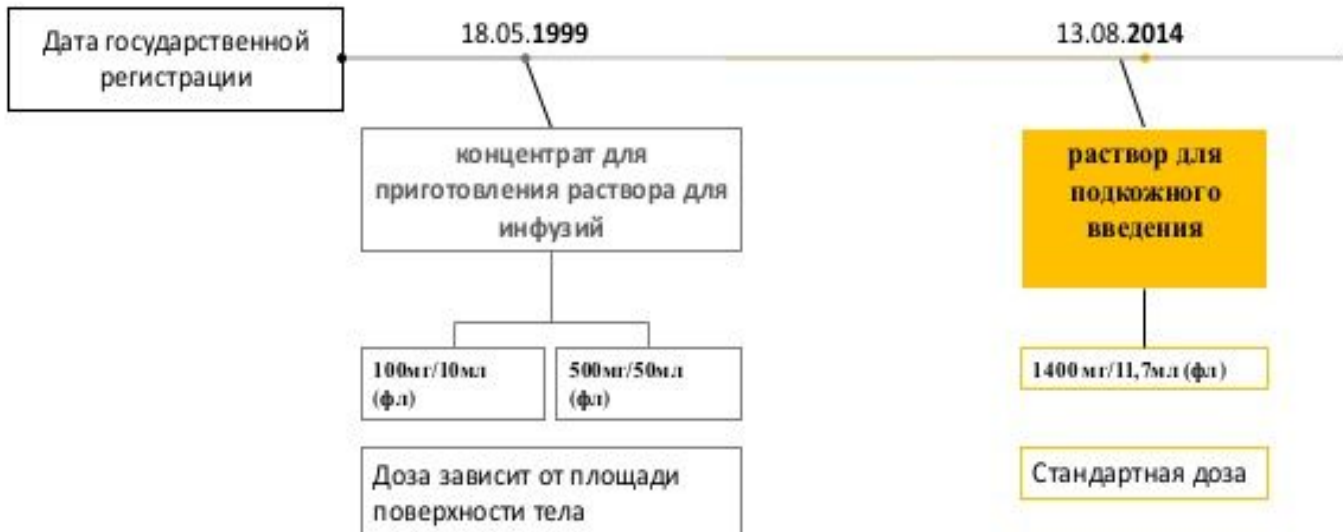 Дата государственной
регистрации
18.05.1999
13.08.2014
концентрат для
приготовления раствора для
инфузий
раствор для
подкожного
введения
100мг/10мл
(фл)
500мг/50мл
(фл)
1400 мг/11,7мл (фл)
Доза зависит от площади
поверхности тела
Стандартная доза